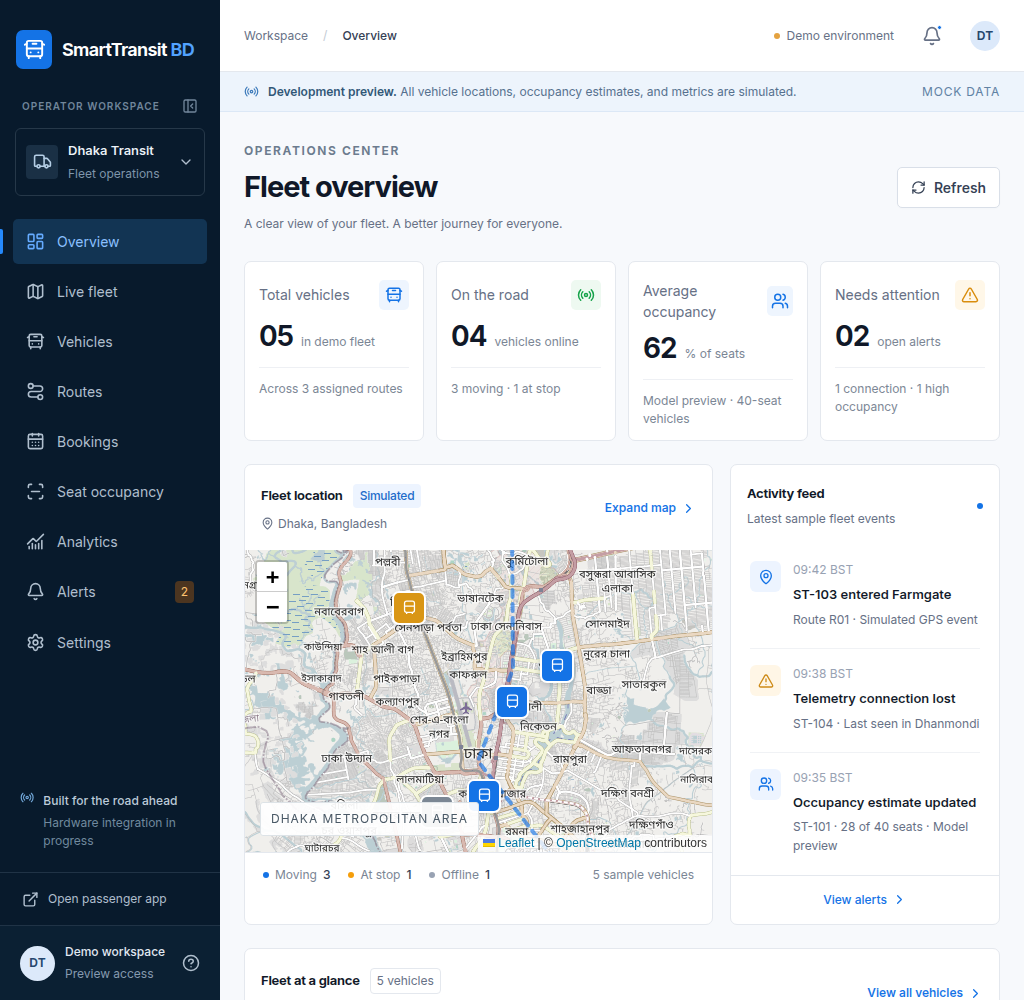 SmartTransit BD
OPERATOR WORKSPACE
Dhaka Transit
Fleet operations
Overview
Live fleet
Vehicles
Routes
Bookings
Seat occupancy
Analytics
Alerts 2
Settings
Built for the road ahead
Hardware integration in
progress
Open passenger app
DT
Demo workspace
Preview access
Workspace / Overview
Demo environment
DT
Development preview. All vehicle locations, occupancy estimates, and metrics are simulated.
MOCK DATA
OPERATIONS CENTER
Fleet overview
A clear view of your fleet. A better journey for everyone.
Refresh
Total vehicles
05 in demo fleet
Across 3 assigned routes
On the road
04 vehicles online
3 moving · 1 at stop
Average
occupancy
62 % of seats
Model preview · 40-seat
vehicles
Needs attention
02 open alerts
1 connection · 1 high
occupancy
Fleet location Simulated
Dhaka, Bangladesh
Expand map
+
−
পল্লবী
কুর্মিটোলা
বসুন্ধরা আবাসিক
এলাকা
নবাবেরবাগ
ভাষানটেক
সেনপাড়া পর্বতা
ঢাকা সেনানিবাস
সোলমাইদ
কাউন্দিয়া
শাহ আলী বাগ
ইব্রাহিমপুর
নুরের চালা
ইসাকাবাদ
পাইকপাড়া
কাফরুল
গাবতলী
কল্যাণপুর
বাড্ডা
সাতারকুল
শের-এ-বাংলা
নগর
নিকেতন
ঢাকা উদ্যান
ঢাকা
রামপুরা
আফতাবনগর
দাসেরক
লালমাটিয়া
দক্ষিণ বনশ্রী
নাসিরাব
রমনা
শাহজাহানপুর
দক্ষিণগাঁও
ঘাটারচর
DHAKA METROPOLITAN AREA
Leaflet | © OpenStreetMap contributors
Moving 3
At stop 1
Offline 1
5 sample vehicles
Activity feed
Latest sample fleet events
09:42 BST
ST-103 entered Farmgate
Route R01 · Simulated GPS event
09:38 BST
Telemetry connection lost
ST-104 · Last seen in Dhanmondi
09:35 BST
Occupancy estimate updated
ST-101 · 28 of 40 seats · Model
preview
View alerts
Fleet at a glance 5 vehicles
View all vehicles